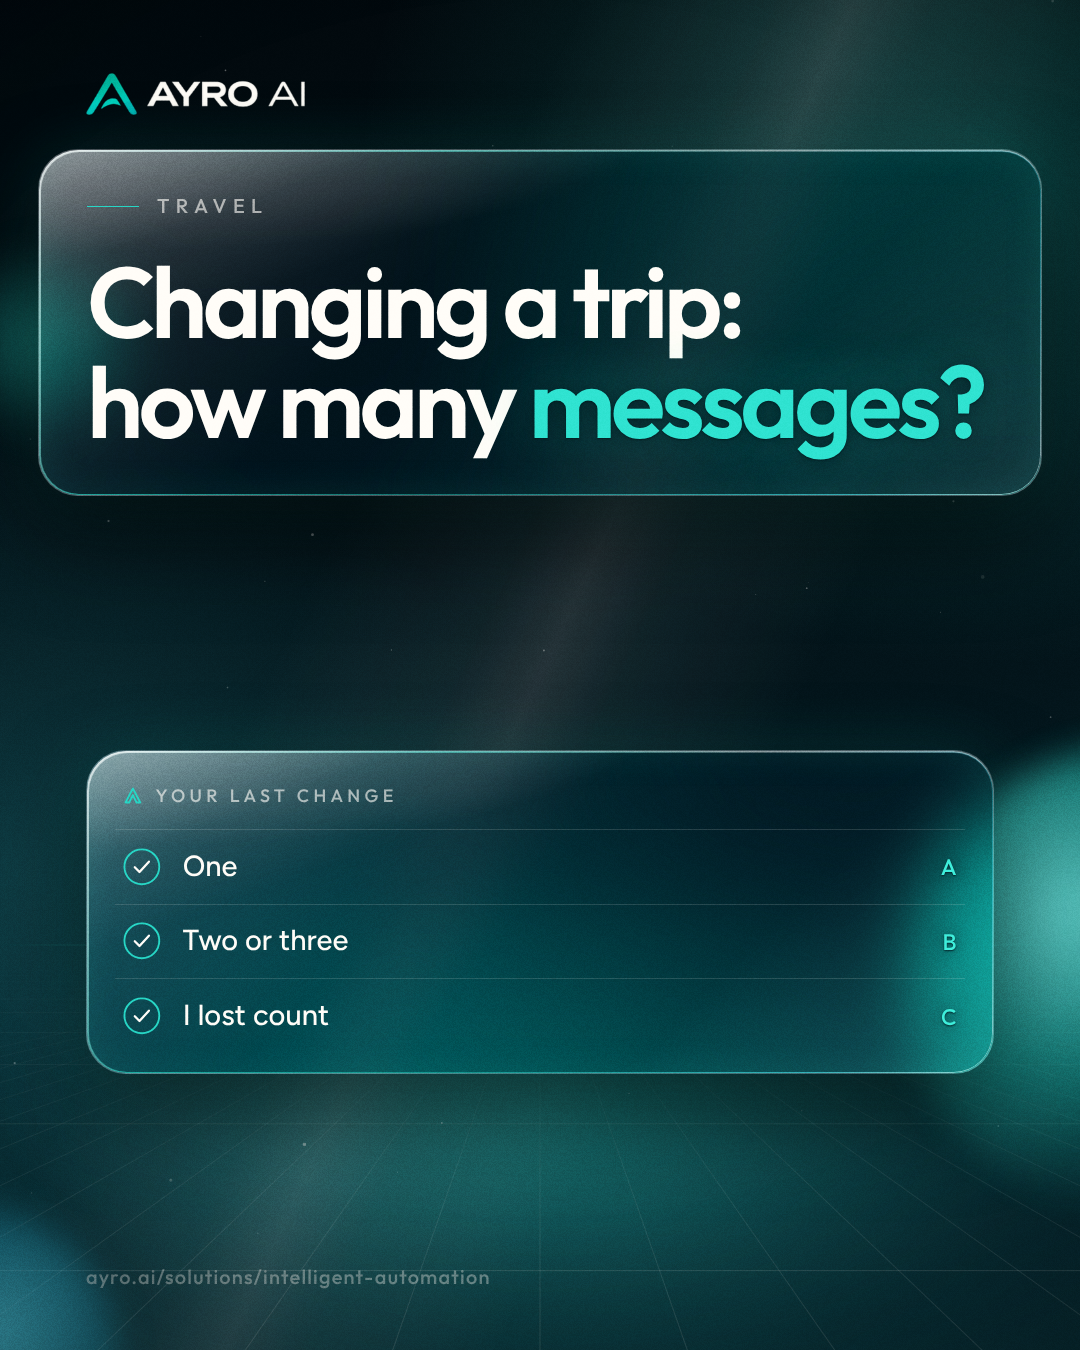 AYRO AI
TRAVEL
Changing a trip:
how many messages?
YOUR LAST CHANGE
One A
Two or three B
I lost count C
ayro.ai/solutions/intelligent-automation